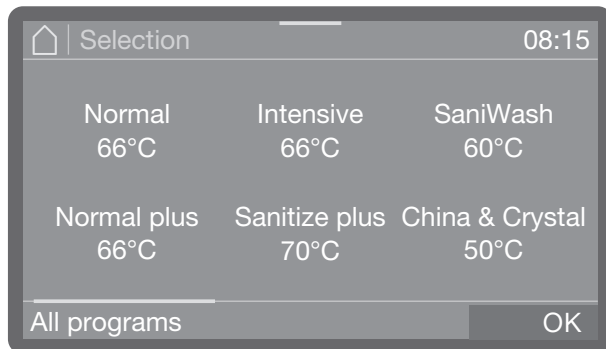 Selection 08:15
Normal Intensive SaniWash
66°C 66°C 60°C
Normal plus Sanitize plus China & Crystal
66°C 70°C 50°C
All programs OK